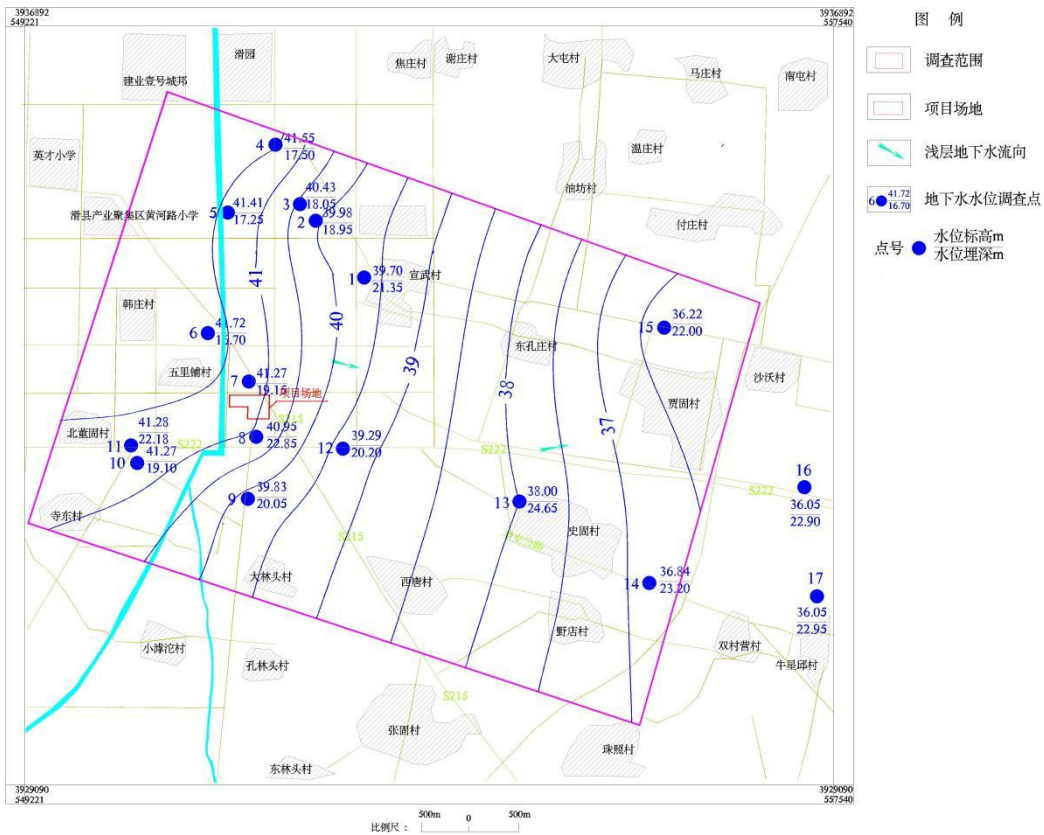 3936892
549221
3936892
557540
图 例
调查范围
项目场地
浅层地下水流向
6 41.72
16.70
地下水水位调查点
点号 水位标高m
水位埋深m
滑园
建业壹号城邦
焦庄村
谢庄村
大屯村
马庄村
南屯村
英才小学
温庄村
油坊村
付庄村
4 41.55
17.50
滑县产业聚集区黄河路小学
5 41.41
17.25
3 40.43
18.05
2 39.98
18.95
1 39.70
21.35
宣武村
41
40
39
38
37
韩庄村
6 41.72
16.70
15 36.22
22.00
东孔庄村
五里铺村
7 41.27
19.15
项目场地
沙沃村
贾固村
S215
北董固村
11 41.28
22.18
10 41.27
19.10
S222
8 40.95
22.85
12 39.29
20.20
S222
S222
16
36.05
22.90
9 39.83
20.05
13 38.00
24.65
寺东村
史固村
S215
大林头村
西唐村
14 36.84
23.20
17
36.05
22.95
野店村
小滹沱村
孔林头村
双村营村
牛星邱村
S215
张固村
珠照村
东林头村
3929090
549221
3929090
557540
比例尺：
500m 0 500m